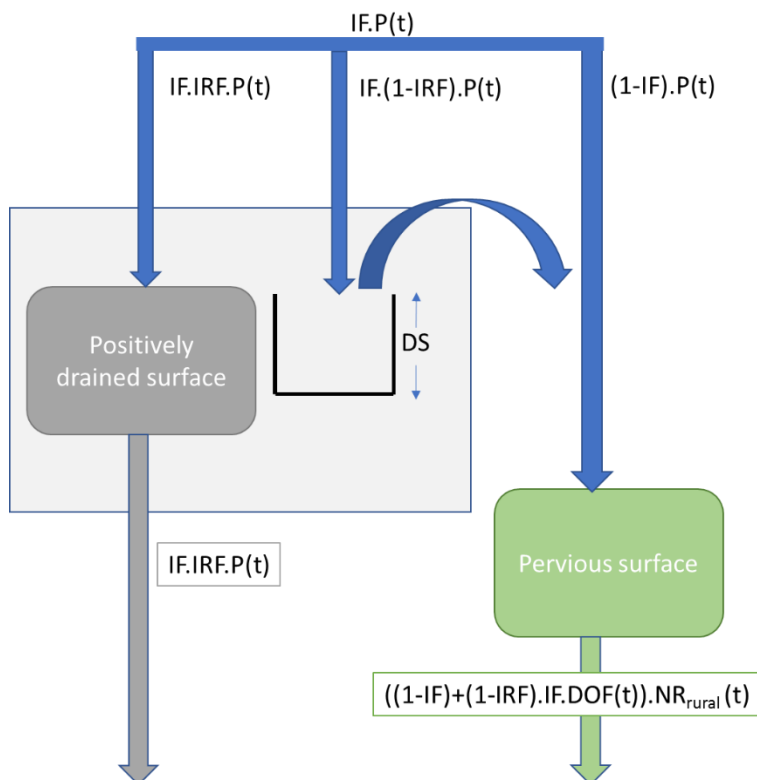 IF.P(t)
IF.IRF.P(t)
IF.(1-IRF).P(t)
(1-IF).P(t)
Positively
drained surface
DS
IF.IRF.P(t)
Pervious surface
((1-IF)+(1-IRF).IF.DOF(t)).NRrural (t)